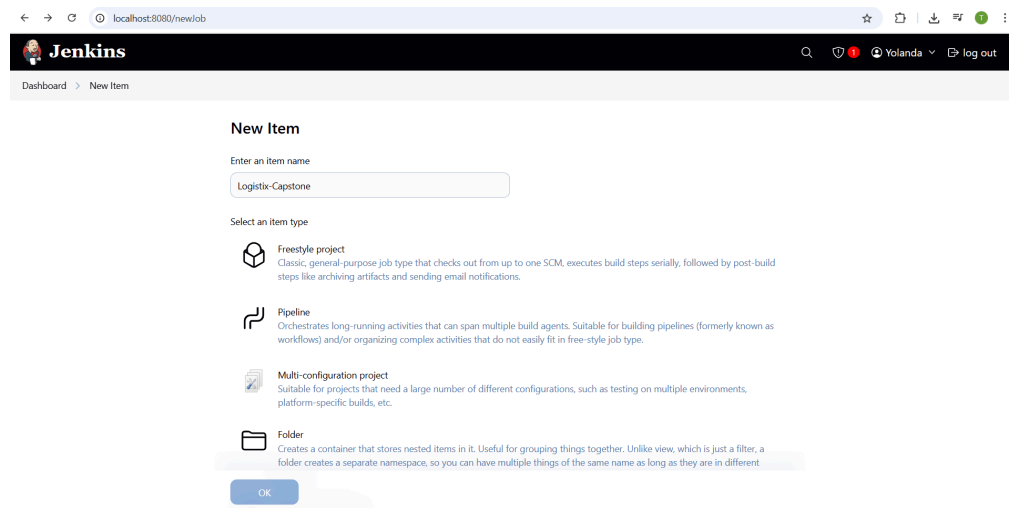 localhost:8080/newJob
T
Jenkins
1
Yolanda
log out
Dashboard > New Item
New Item
Enter an item name
Logistix-Capstone
Select an item type
Freestyle project
Classic, general-purpose job type that checks out from up to one SCM, executes build steps serially, followed by post-build
steps like archiving artifacts and sending email notifications.
Pipeline
Orchestrates long-running activities that can span multiple build agents. Suitable for building pipelines (formerly known as
workflows) and/or organizing complex activities that do not easily fit in free-style job type.
Multi-configuration project
Suitable for projects that need a large number of different configurations, such as testing on multiple environments,
platform-specific builds, etc.
Folder
Creates a container that stores nested items in it. Useful for grouping things together. Unlike view, which is just a filter, a
folder creates a separate namespace, so you can have multiple things of the same name as long as they are in different
OK